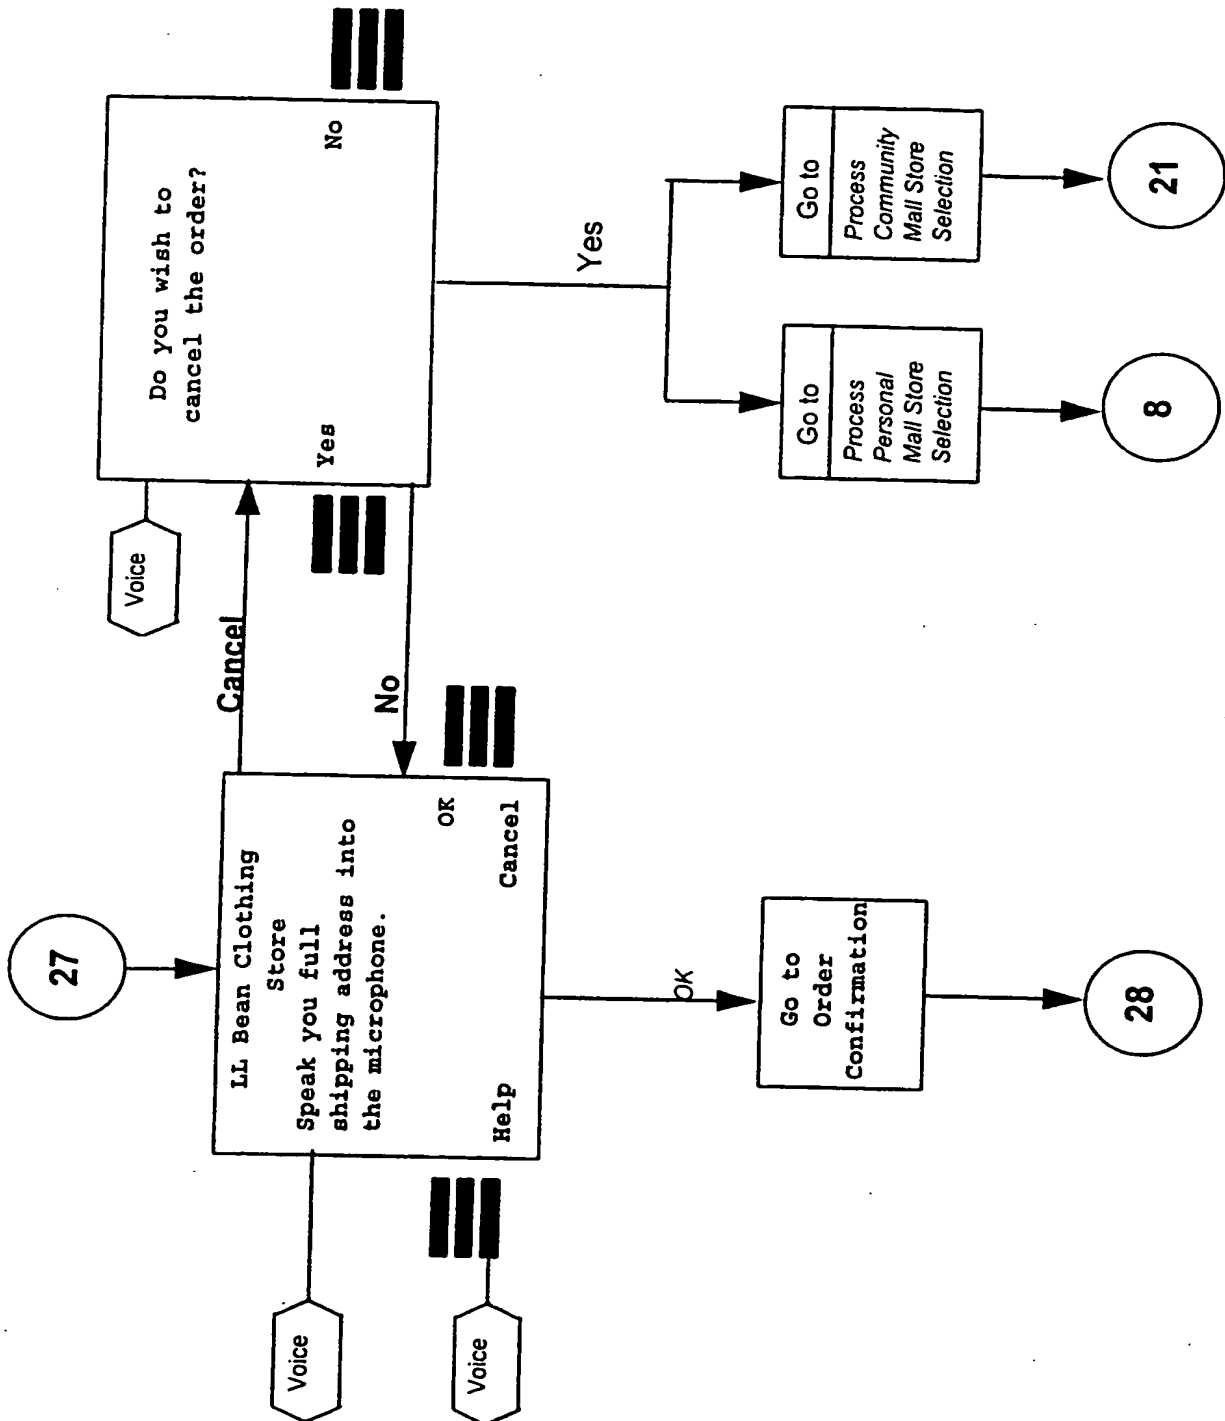 27
LL Bean Clothing
Store
Speak you full
shipping address into
the microphone.
OK
Help
Cancel
Voice
Voice
Cancel
No
Voice
Do you wish to
cancel the order?
Yes
No
OK
Go to
Order
Confirmation
28
Yes
Go to
Process
Personal
Mall Store
Selection
8
Go to
Process
Community
Mall Store
Selection
21